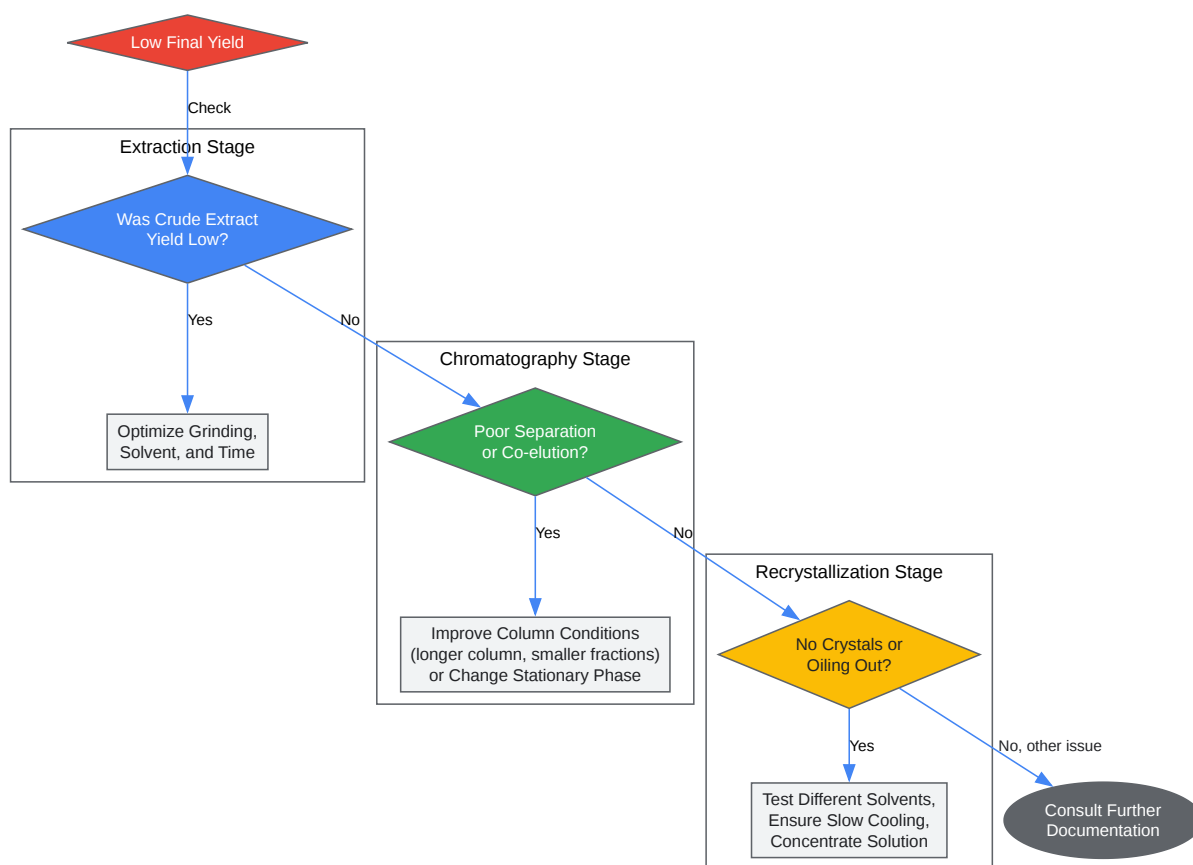 Low Final Yield
Check
Extraction Stage
Was Crude Extract
Yield Low?
Yes
No
Optimize Grinding,
Solvent, and Time
Chromatography Stage
Poor Separation
or Co-elution?
Yes
No
Improve Column Conditions
(longer column, smaller fractions)
or Change Stationary Phase
Recrystallization Stage
No Crystals or
Oiling Out?
Yes
No, other issue
Test Different Solvents,
Ensure Slow Cooling,
Concentrate Solution
Consult Further
Documentation